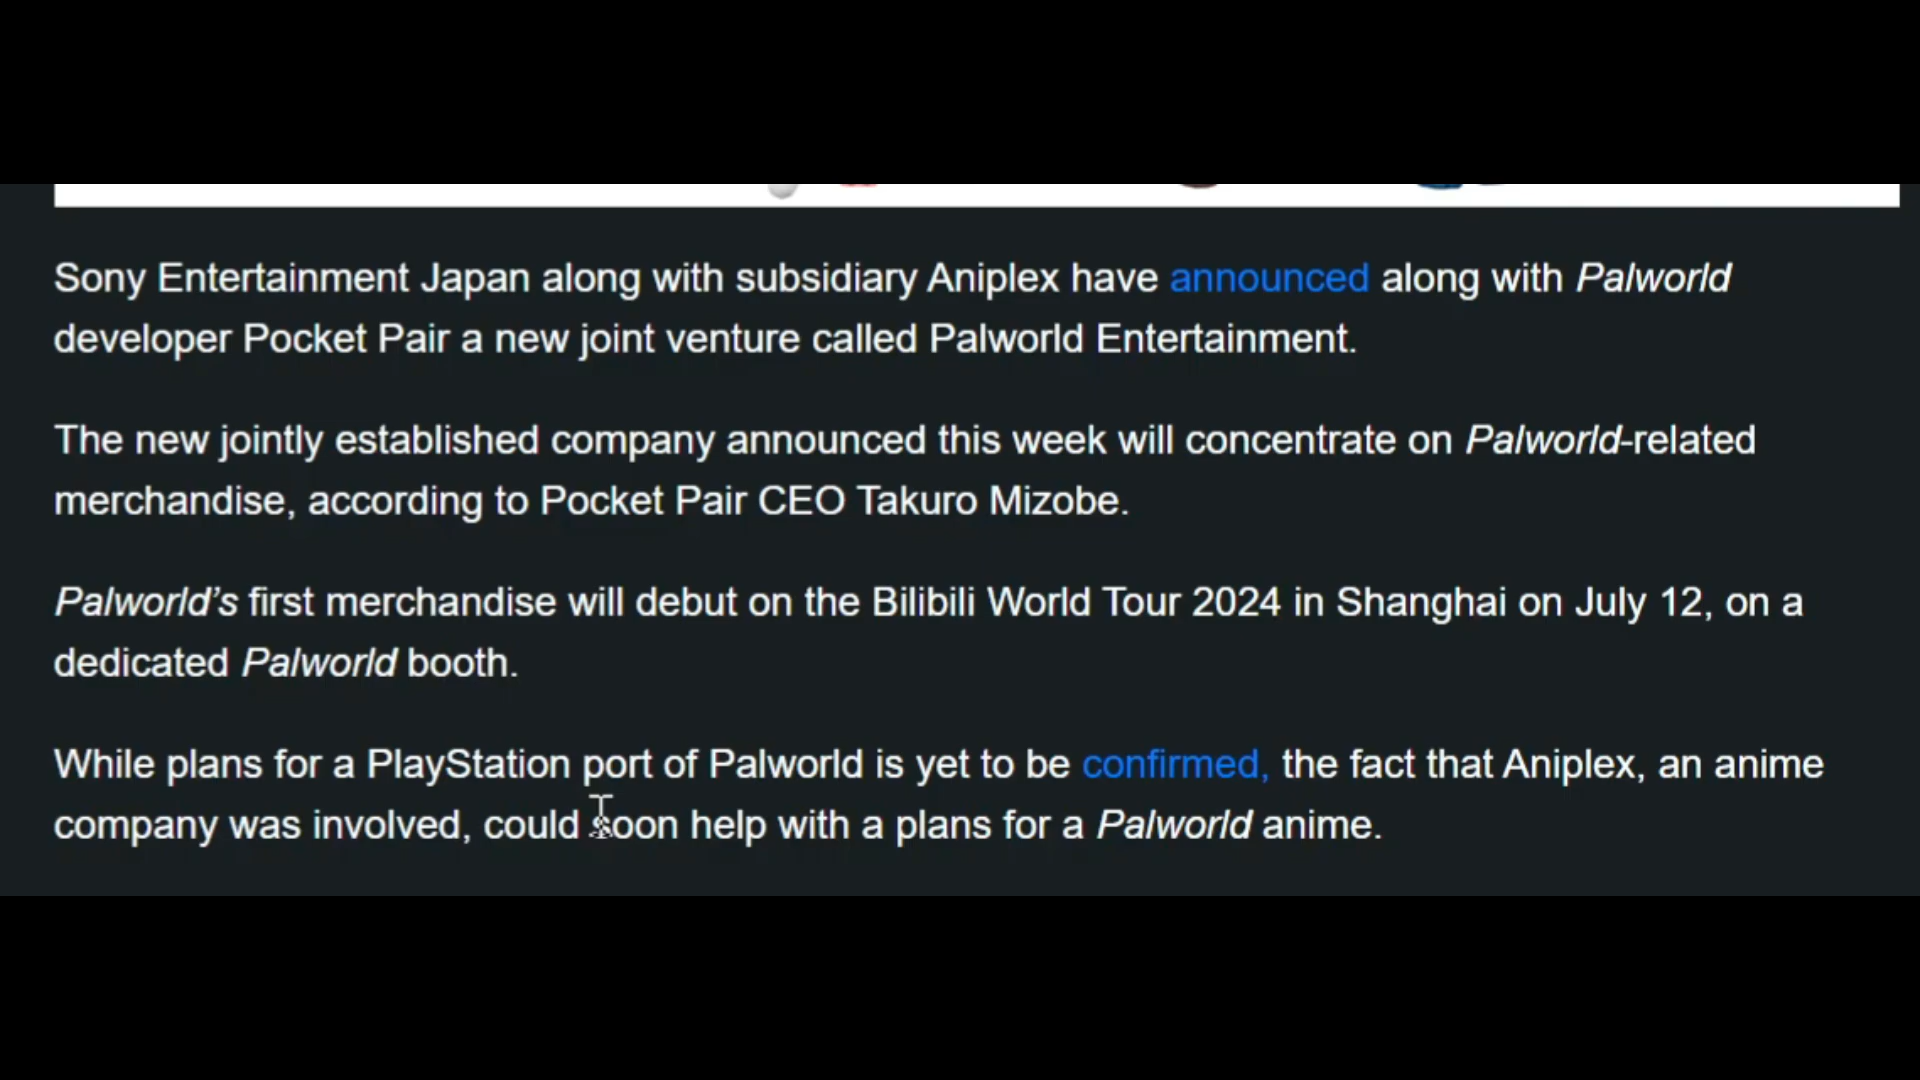 Sony Entertainment Japan along with subsidiary Aniplex have announced along with Palworld
developer Pocket Pair a new joint venture called Palworld Entertainment.
The new jointly established company announced this week will concentrate on Palworld-related
merchandise, according to Pocket Pair CEO Takuro Mizobe.
Palworld’s first merchandise will debut on the Bilibili World Tour 2024 in Shanghai on July 12, on a
dedicated Palworld booth.
While plans for a PlayStation port of Palworld is yet to be confirmed, the fact that Aniplex, an anime
company was involved, could soon help with a plans for a Palworld anime.